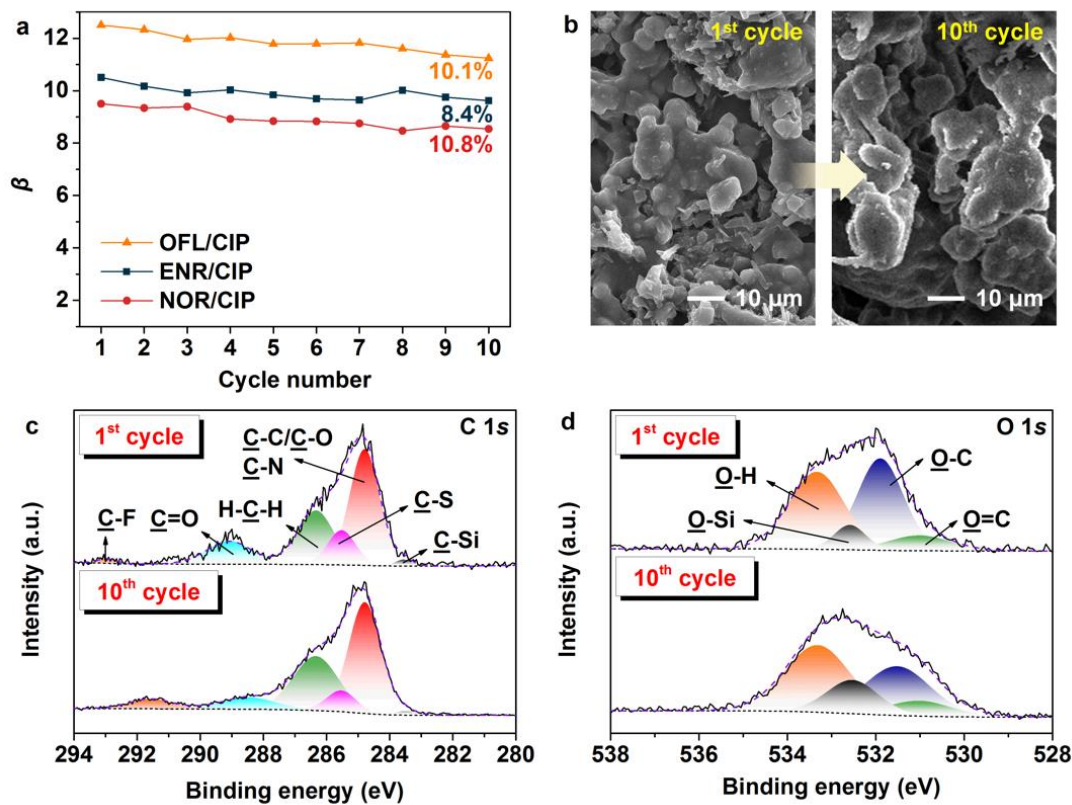 a
12
10
8
6
4
2
β
10.1%
8.4%
10.8%
OFL/CIP
ENR/CIP
NOR/CIP
1 2 3 4 5 6 7 8 9 10
Cycle number
b
1st cycle
10 μm
10th cycle
10 μm
c
1st cycle
C 1s
C-C/C-O
C-N
H-C-H
C-S
C-F
C=O
C-Si
10th cycle
Intensity (a.u.)
294 292 290 288 286 284 282 280
Binding energy (eV)
d
1st cycle
O 1s
O-H
O-C
O-Si
O=C
10th cycle
Intensity (a.u.)
538 536 534 532 530 528
Binding energy (eV)